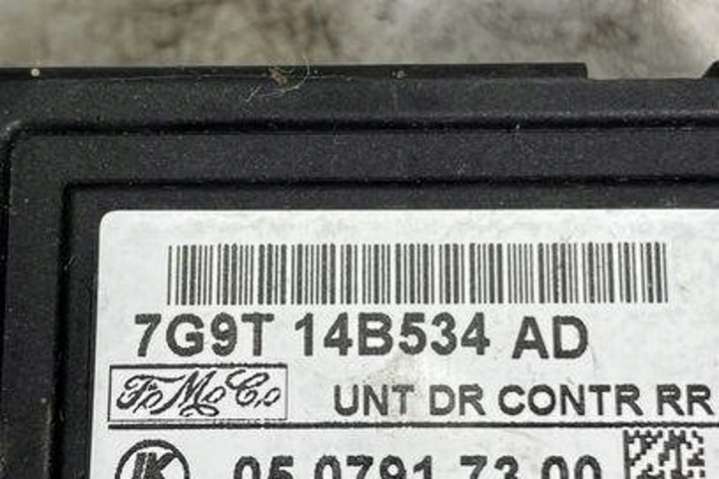 7G9T 14B534 AD
FoMoCo UNT DR CONTR RR
05 0791 73 00